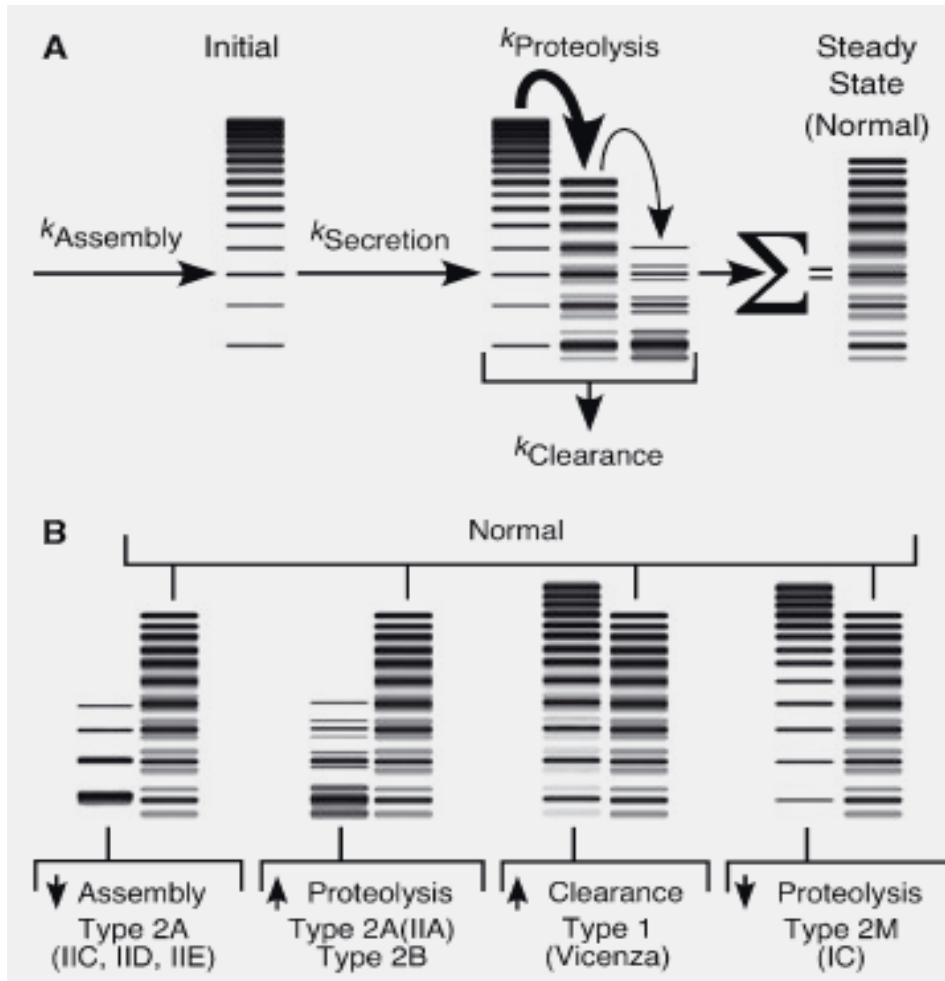 A
Initial
kProteolysis
Steady
State
(Normal)
kAssembly
kSecretion
Σ =
kClearance
B
Normal
↓ Assembly
Type 2A
(IIC, IID, IIE)
↑ Proteolysis
Type 2A(IIA)
Type 2B
↑ Clearance
Type 1
(Vicenza)
↓ Proteolysis
Type 2M
(IC)